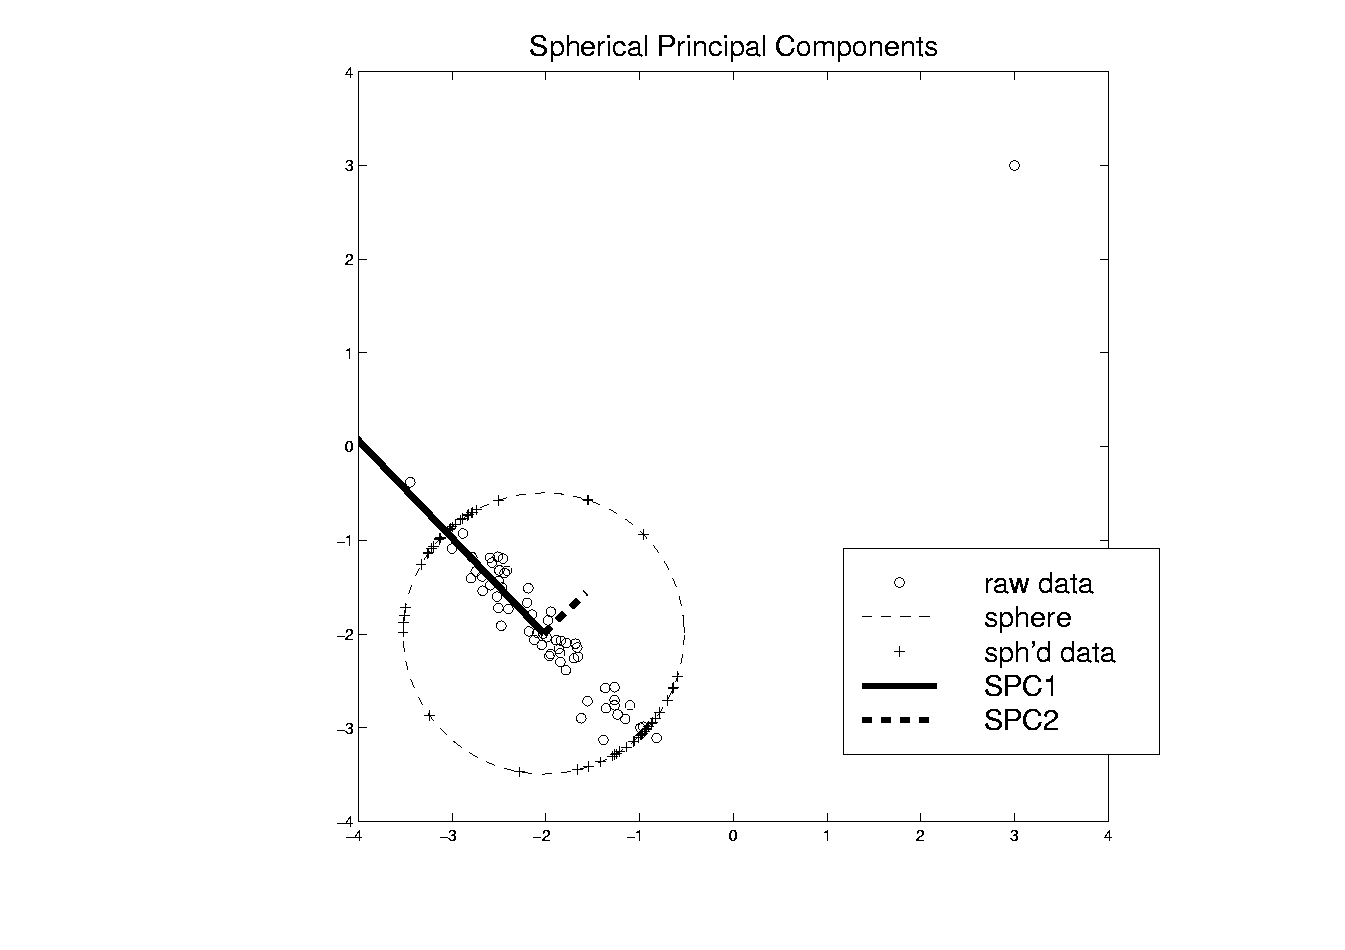 Spherical Principal Components
4
3
2
1
0
−1
−2
−3
−4
−4 −3 −2 −1 0 1 2 3 4
raw data
sphere
sph'd data
SPC1
SPC2